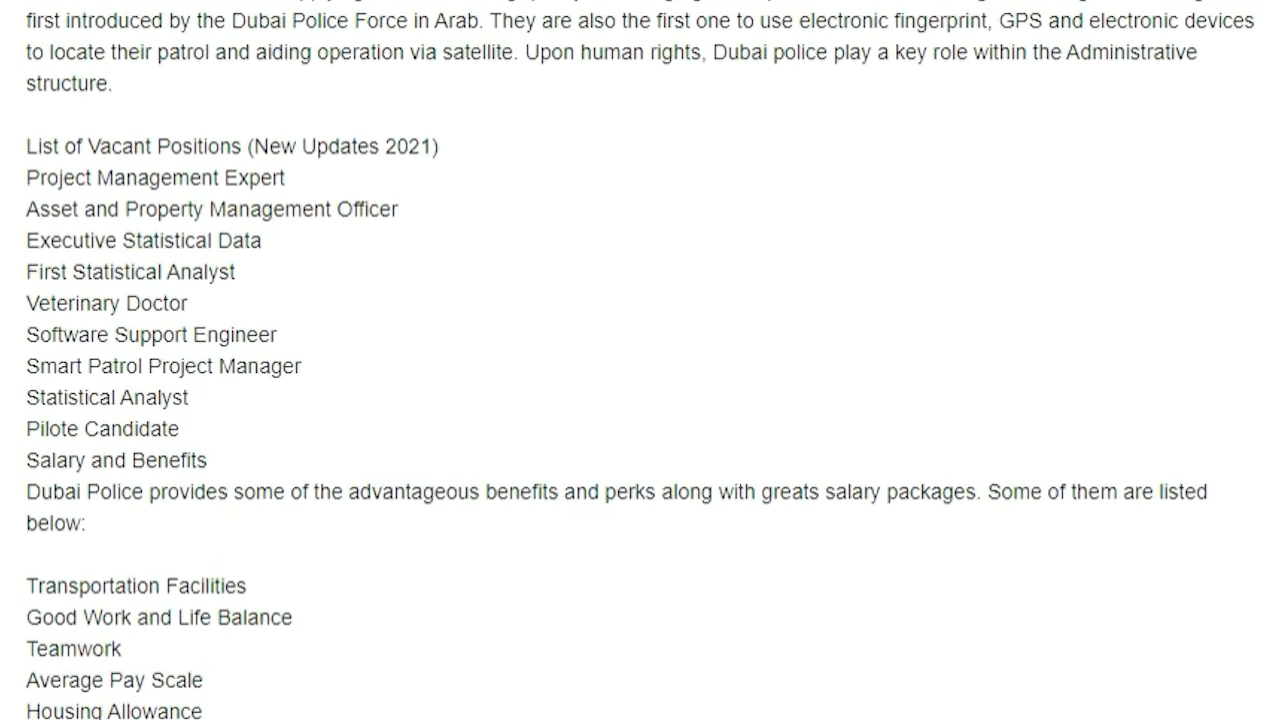 first introduced by the Dubai Police Force in Arab. They are also the first one to use electronic fingerprint, GPS and electronic devices
to locate their patrol and aiding operation via satellite. Upon human rights, Dubai police play a key role within the Administrative
structure.
List of Vacant Positions (New Updates 2021)
Project Management Expert
Asset and Property Management Officer
Executive Statistical Data
First Statistical Analyst
Veterinary Doctor
Software Support Engineer
Smart Patrol Project Manager
Statistical Analyst
Pilote Candidate
Salary and Benefits
Dubai Police provides some of the advantageous benefits and perks along with greats salary packages. Some of them are listed
below:
Transportation Facilities
Good Work and Life Balance
Teamwork
Average Pay Scale
Housing Allowance